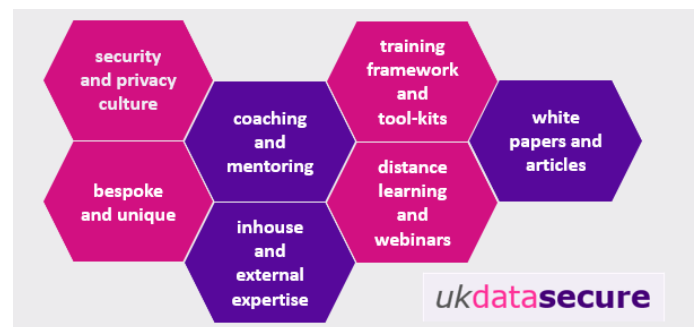 security
and privacy
culture
bespoke
and unique
coaching
and
mentoring
inhouse
and
external
expertise
training
framework
and
tool-kits
distance
learning
and
webinars
white
papers and
articles
ukdatasecure